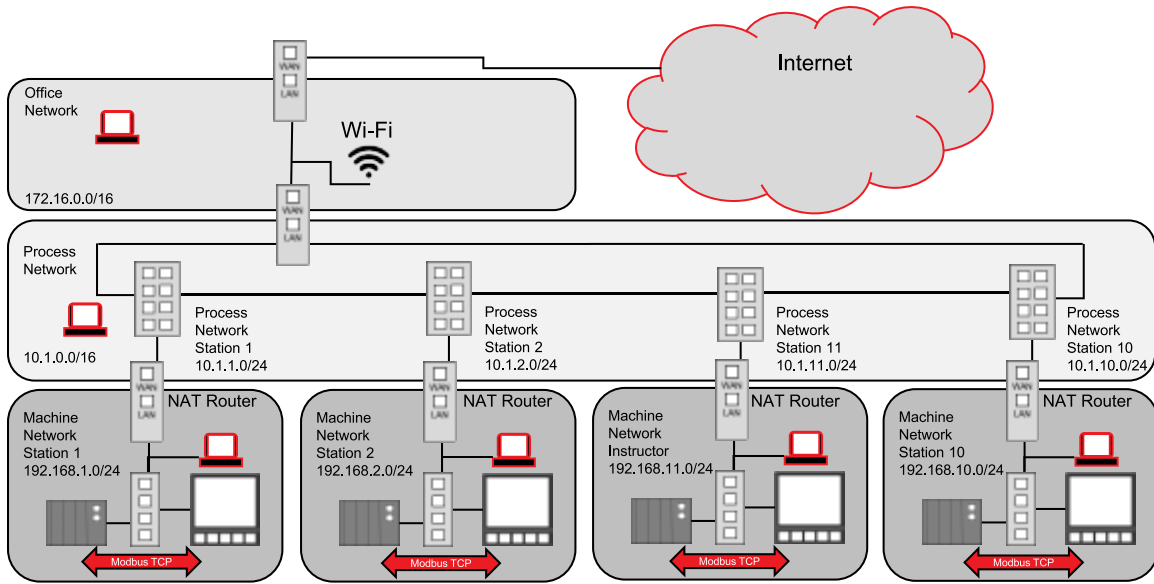 Internet
WAN
LAN
Office
Network
Wi-Fi
172.16.0.0/16
WAN
LAN
Process
Network
10.1.0.0/16
Process
Network
Station 1
10.1.1.0/24
Process
Network
Station 2
10.1.2.0/24
Process
Network
Station 11
10.1.11.0/24
Process
Network
Station 10
10.1.10.0/24
WAN
LAN
NAT Router
Machine
Network
Station 1
192.168.1.0/24
Modbus TCP
WAN
LAN
NAT Router
Machine
Network
Station 2
192.168.2.0/24
Modbus TCP
WAN
LAN
NAT Router
Machine
Network
Instructor
192.168.11.0/24
Modbus TCP
WAN
LAN
NAT Router
Machine
Network
Station 10
192.168.10.0/24
Modbus TCP